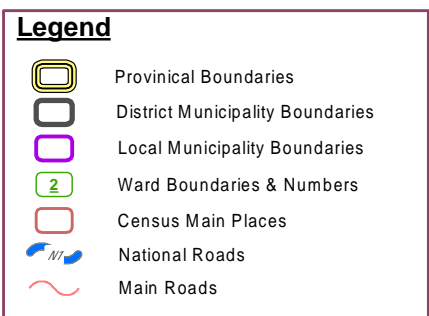 Legend
Provinical Boundaries
District Municipality Boundaries
Local Municipality Boundaries
2 Ward Boundaries & Numbers
Census Main Places
N1 National Roads
Main Roads